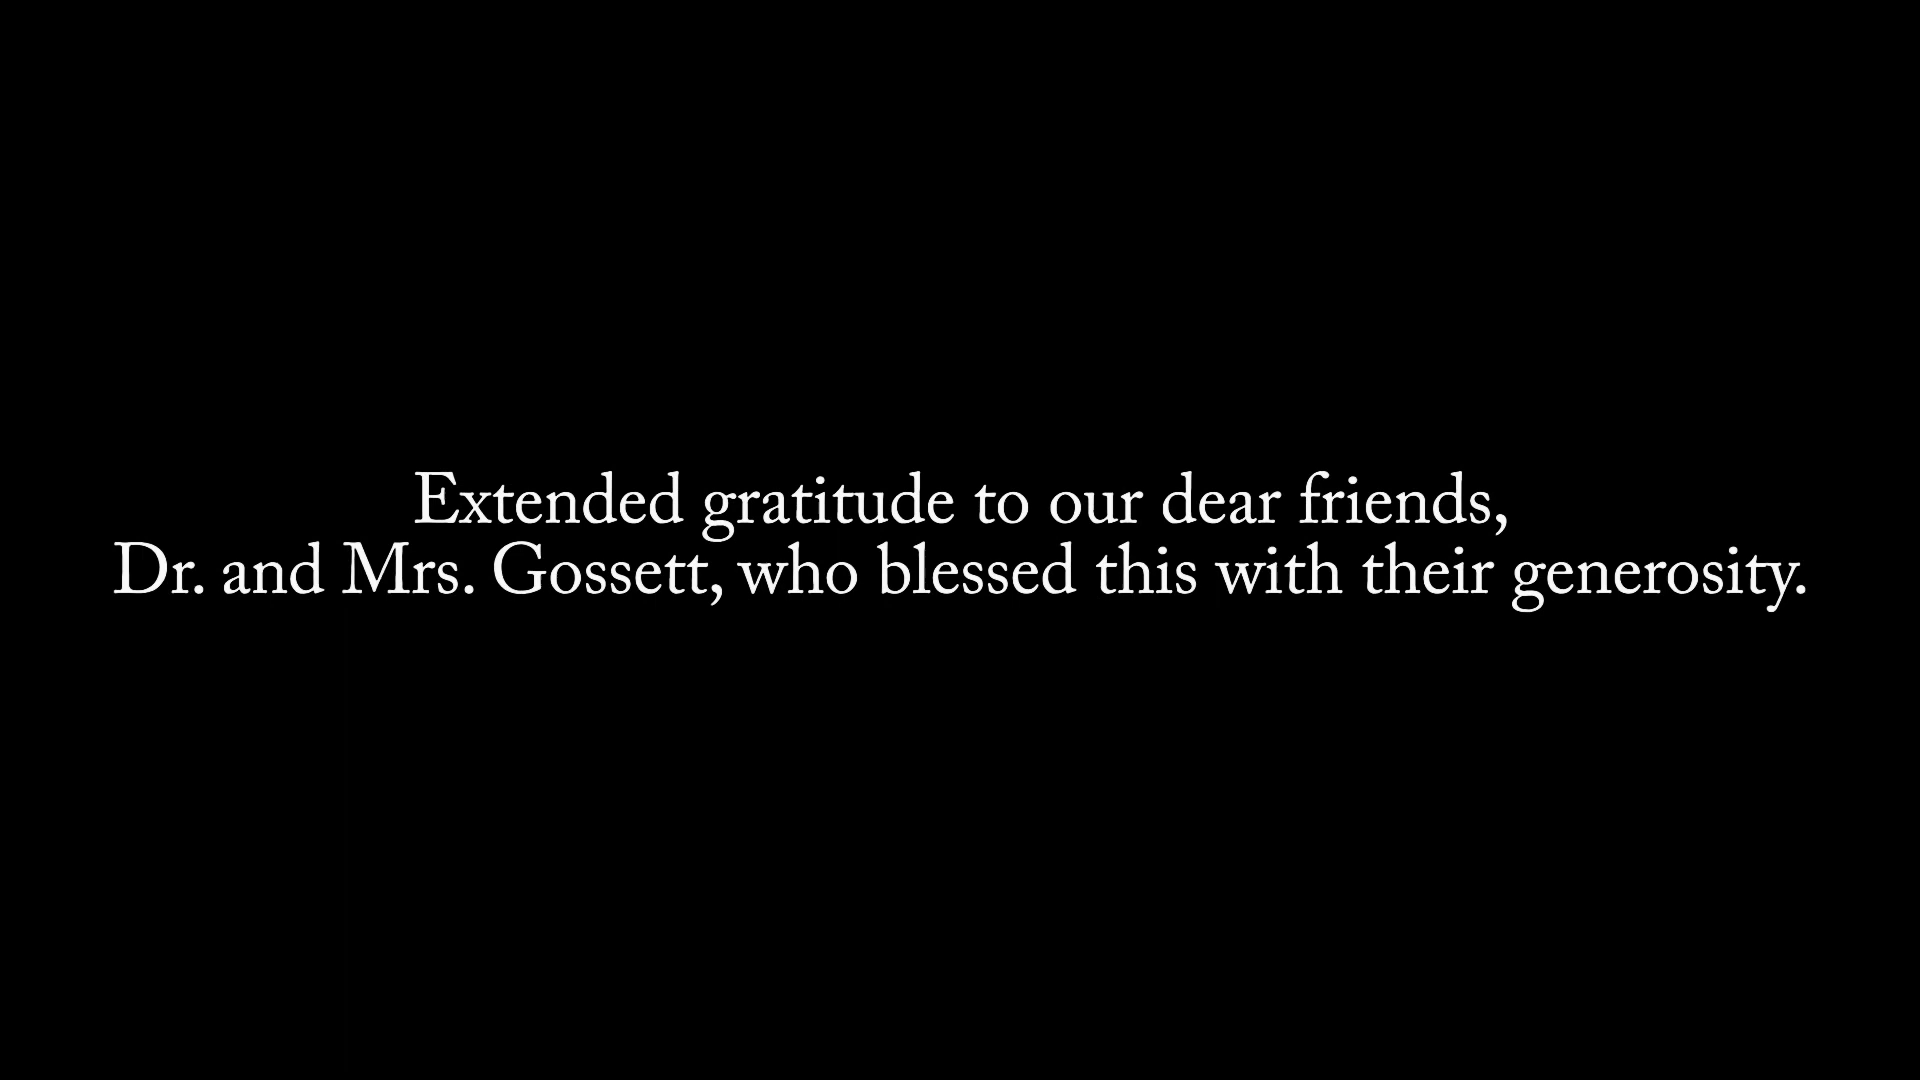 Extended gratitude to our dear friends,
Dr. and Mrs. Gossett, who blessed this with their generosity.